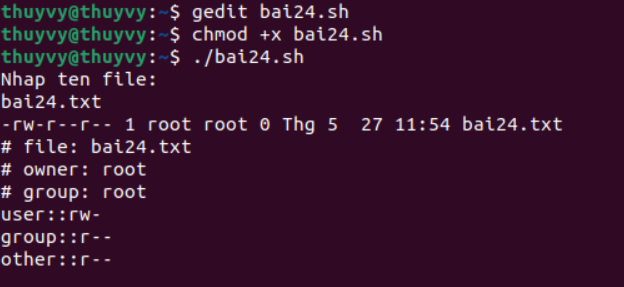 thuyvy@thuyvy:~$ gedit bai24.sh
thuyvy@thuyvy:~$ chmod +x bai24.sh
thuyvy@thuyvy:~$ ./bai24.sh
Nhap ten file:
bai24.txt
-rw-r--r-- 1 root root 0 Thg 5  27 11:54 bai24.txt
# file: bai24.txt
# owner: root
# group: root
user::rw-
group::r--
other::r--